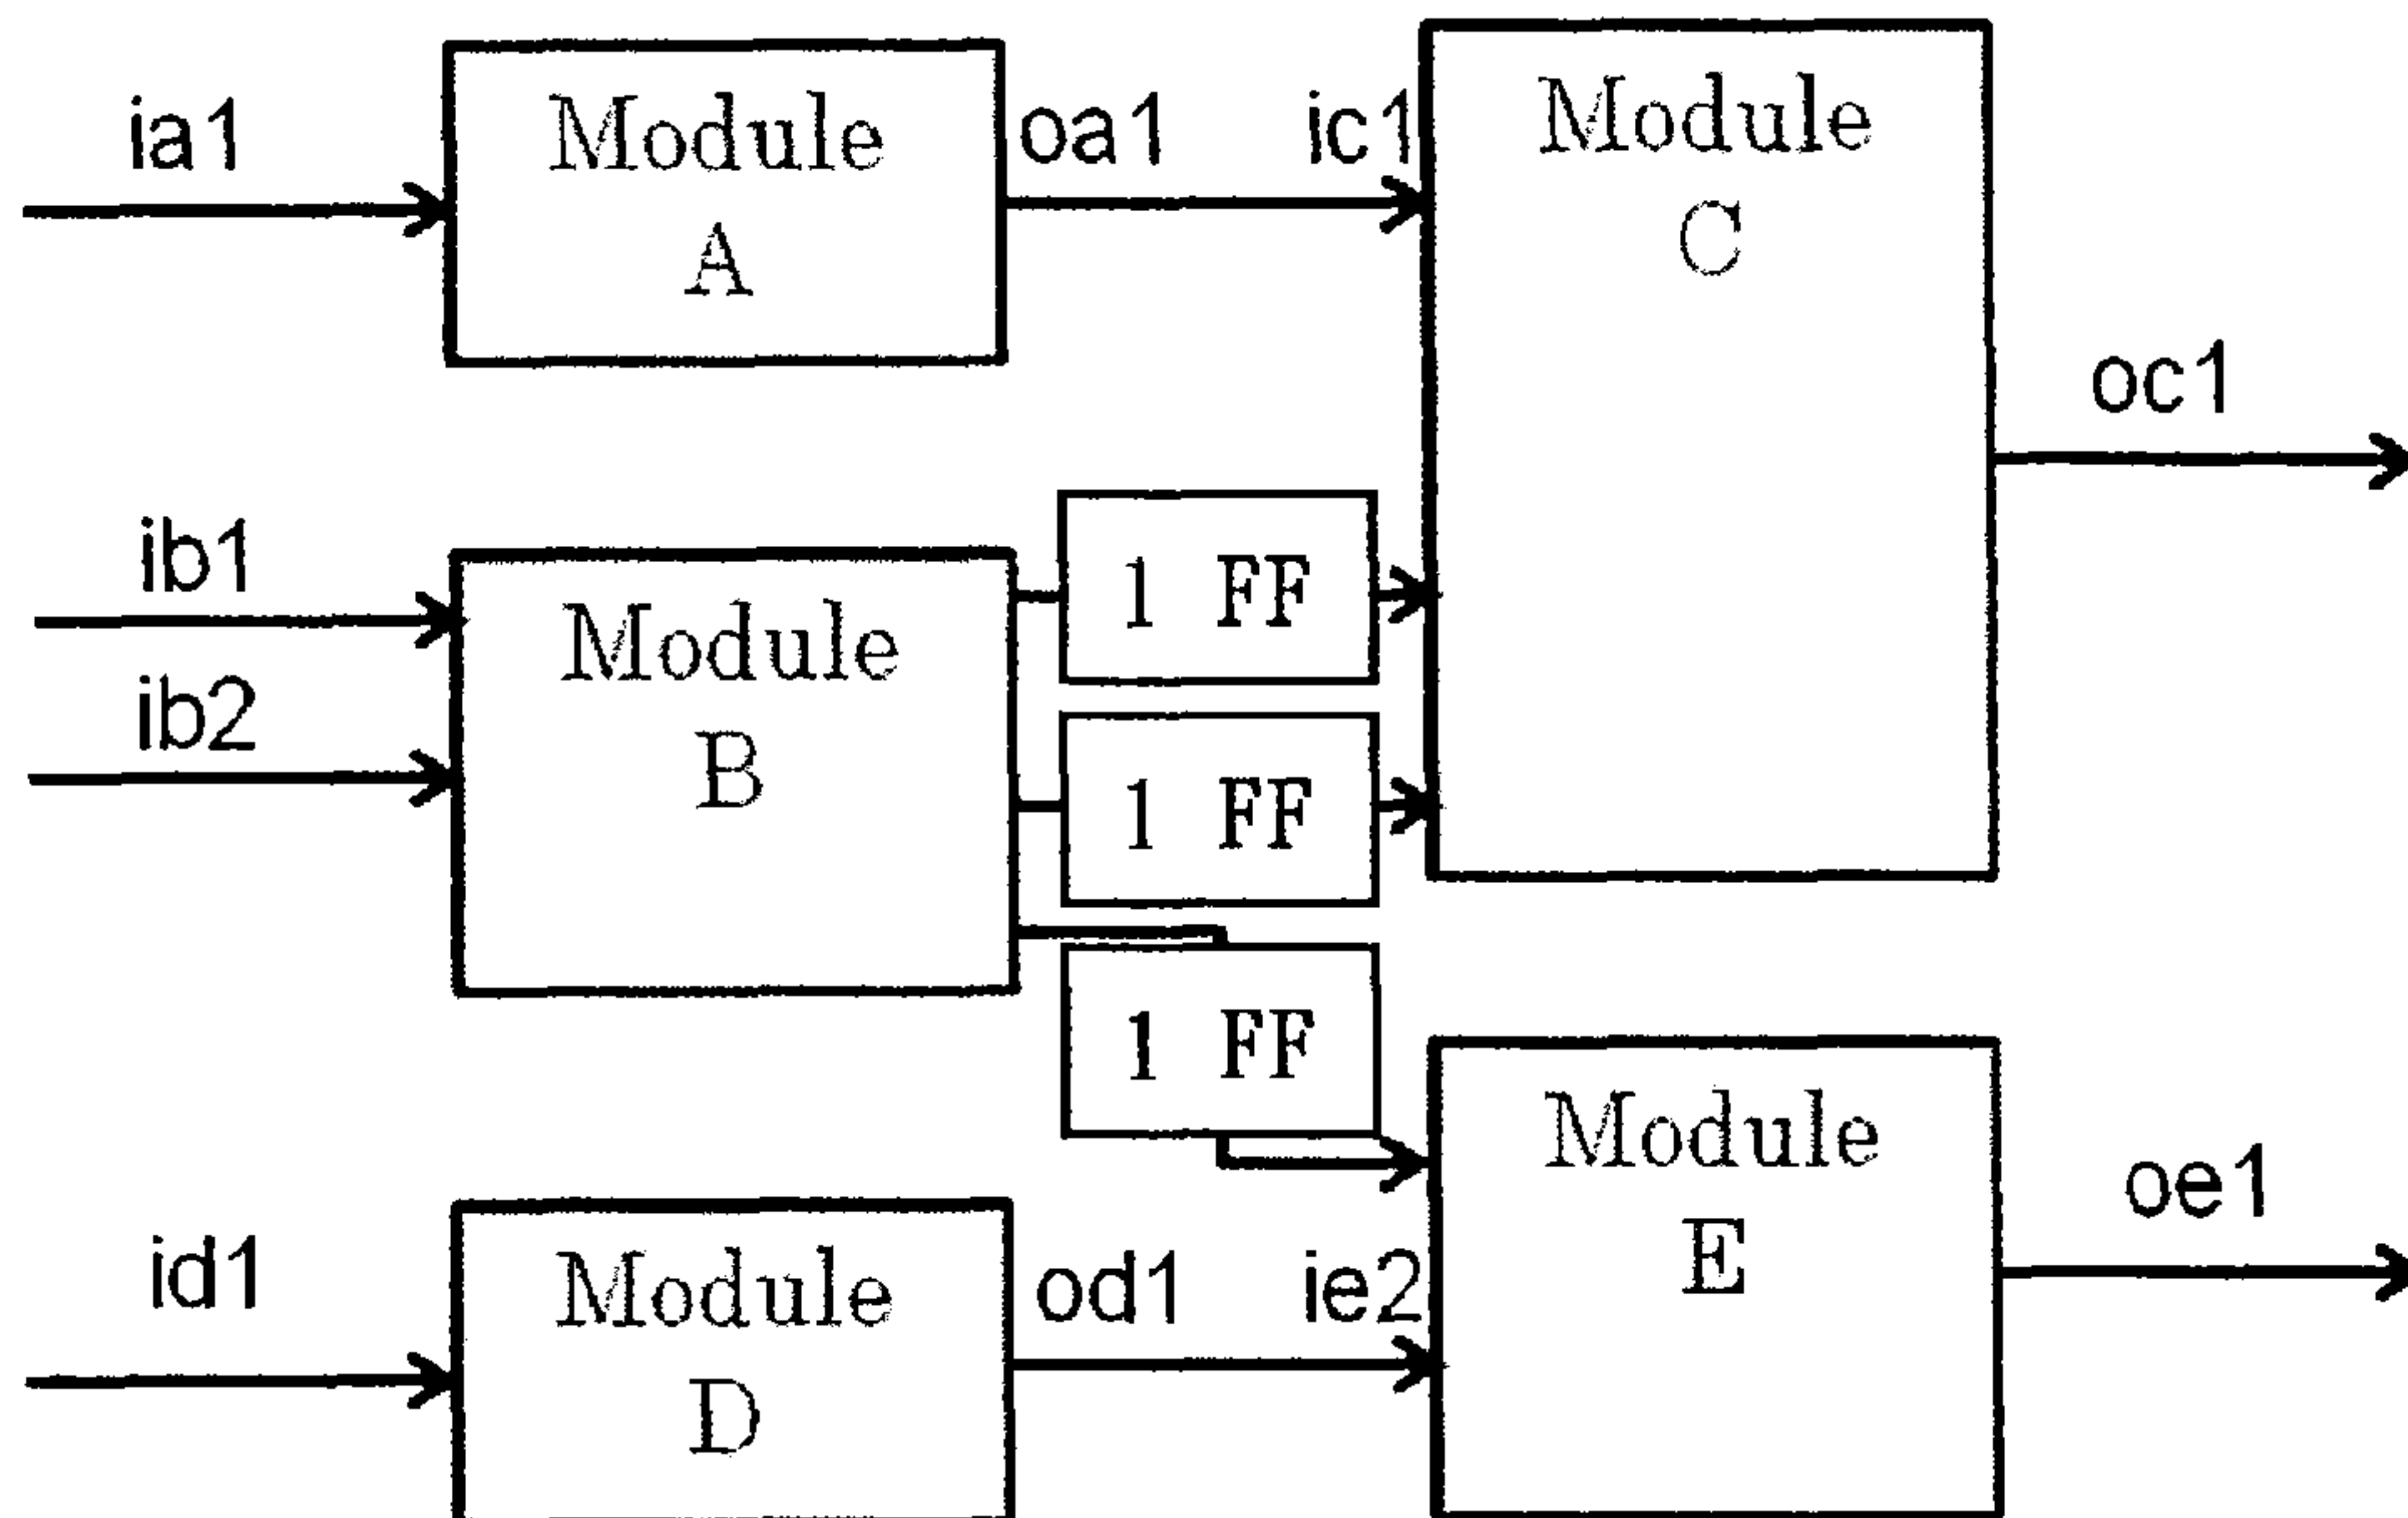 ia1
Module
A
oa1
ic1
Module
C
oc1
ib1
ib2
Module
B
1 FF
1 FF
1 FF
id1
Module
D
od1
ie2
Module
E
oe1